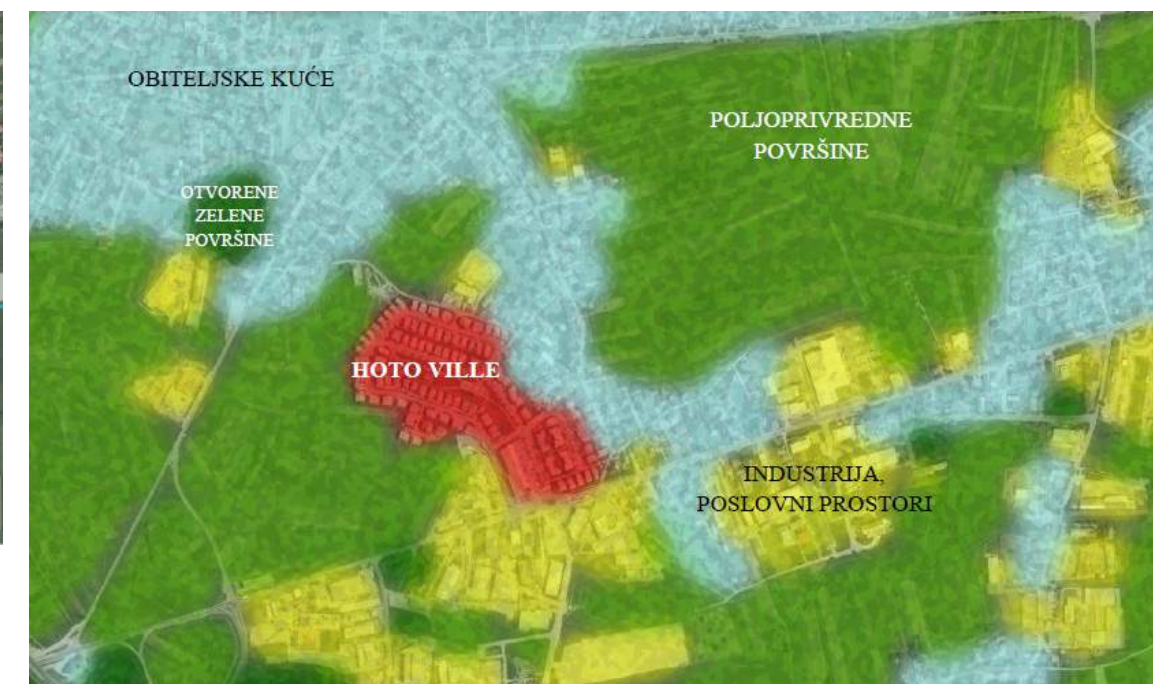 OBITELJSKE KUĆE
POLJOPRIVREDNE
POVRŠINE
OTVORENE
ZELENE
POVRŠINE
HOTO VILLE
INDUSTRIJA,
POSLOVNI PROSTORI